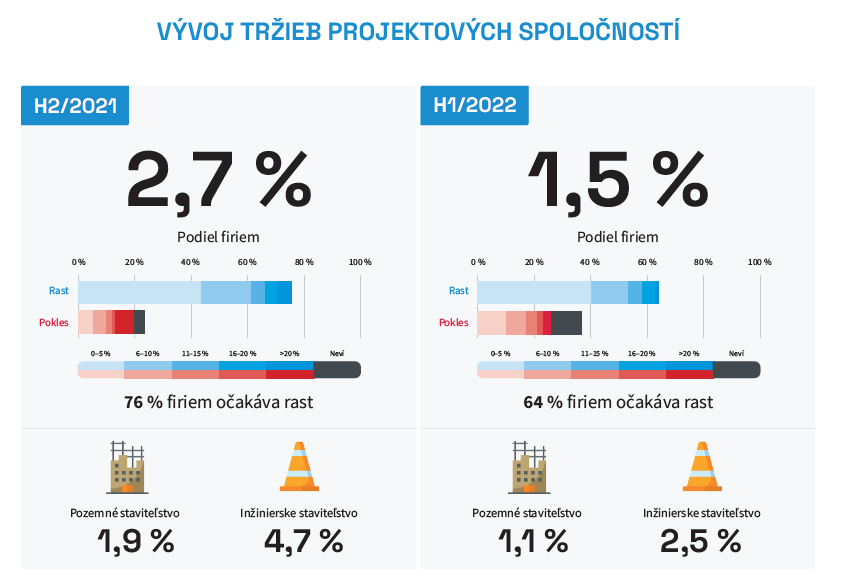 VÝVOJ TRŽIEB PROJEKTOVÝCH SPOLOČNOSTÍ
H2/2021
2,7 %
Podiel firiem
0 % 20 % 40 % 60 % 80 % 100 %
Rast
Pokles
0–5 % 6–10 % 11–15 % 16–20 % >20 % Neví
76 % firiem očakáva rast
Pozemné staviteľstvo Inžinierske staviteľstvo
1,9 % 4,7 %
H1/2022
1,5 %
Podiel firiem
0 % 20 % 40 % 60 % 80 % 100 %
Rast
Pokles
0–5 % 6–10 % 11–15 % 16–20 % >20 % Neví
64 % firiem očakáva rast
Pozemné staviteľstvo Inžinierske staviteľstvo
1,1 % 2,5 %